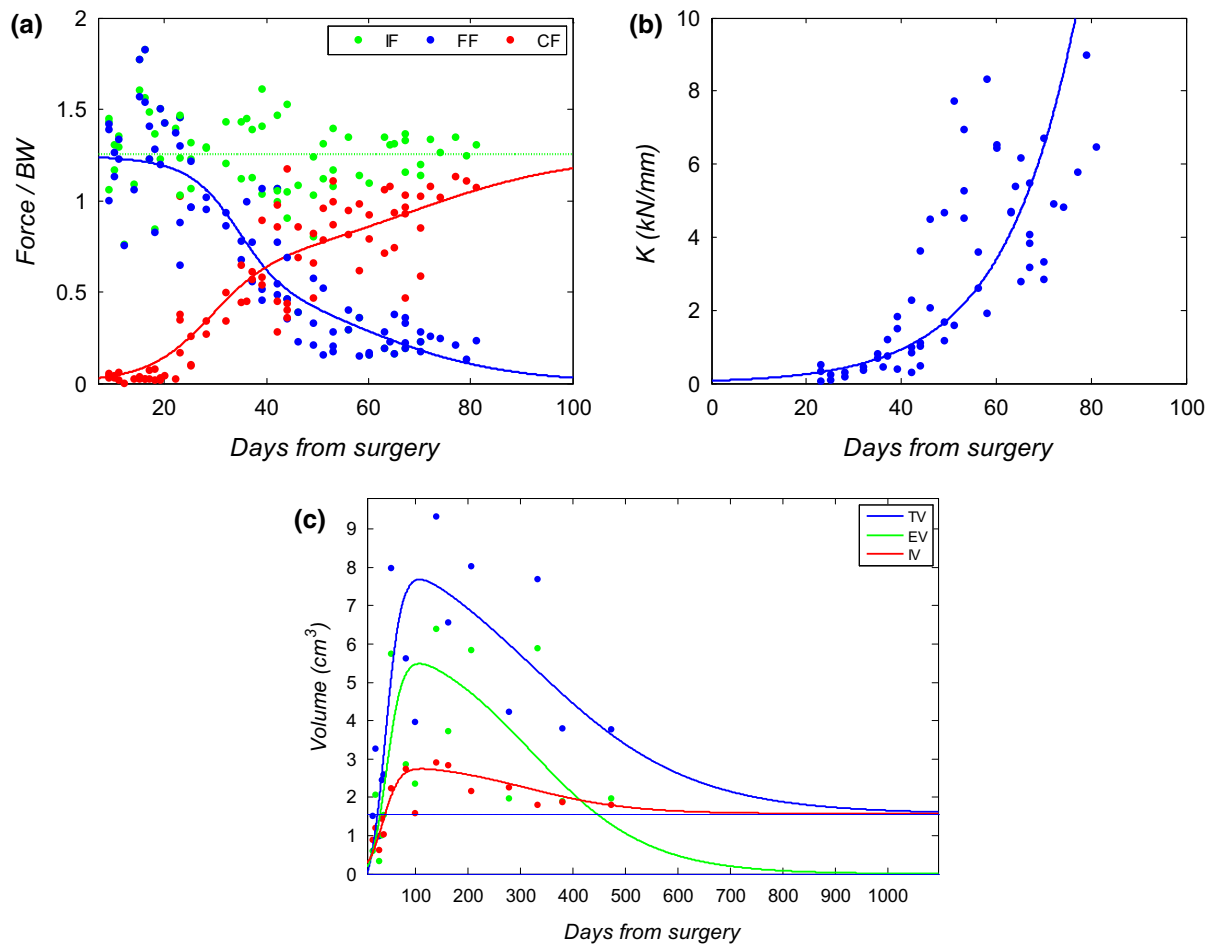 (a)
Force / BW
2
1.5
1
0.5
0
IF FF CF
20 40 60 80 100
Days from surgery
(b)
K (kN/mm)
10
8
6
4
2
0
0 20 40 60 80 100
Days from surgery
(c)
Volume (cm³)
9
8
7
6
5
4
3
2
1
0
TV
EV
IV
100 200 300 400 500 600 700 800 900 1000
Days from surgery